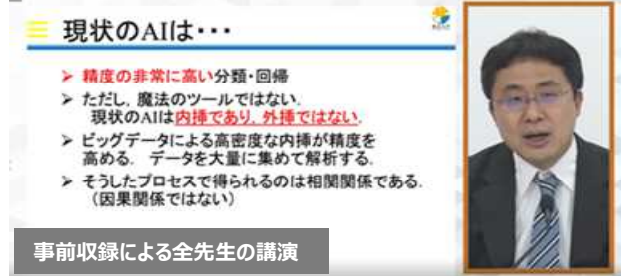 現状のAIは・・・
➢ 精度の非常に高い分類・回帰
➢ ただし，魔法のツールではない．
現状のAIは内挿であり，外挿ではない．
➢ ビッグデータによる高密度な内挿が精度を
高める． データを大量に集めて解析する．
➢ そうしたプロセスで得られるのは相関関係である．
（因果関係ではない）
事前収録による全先生の講演